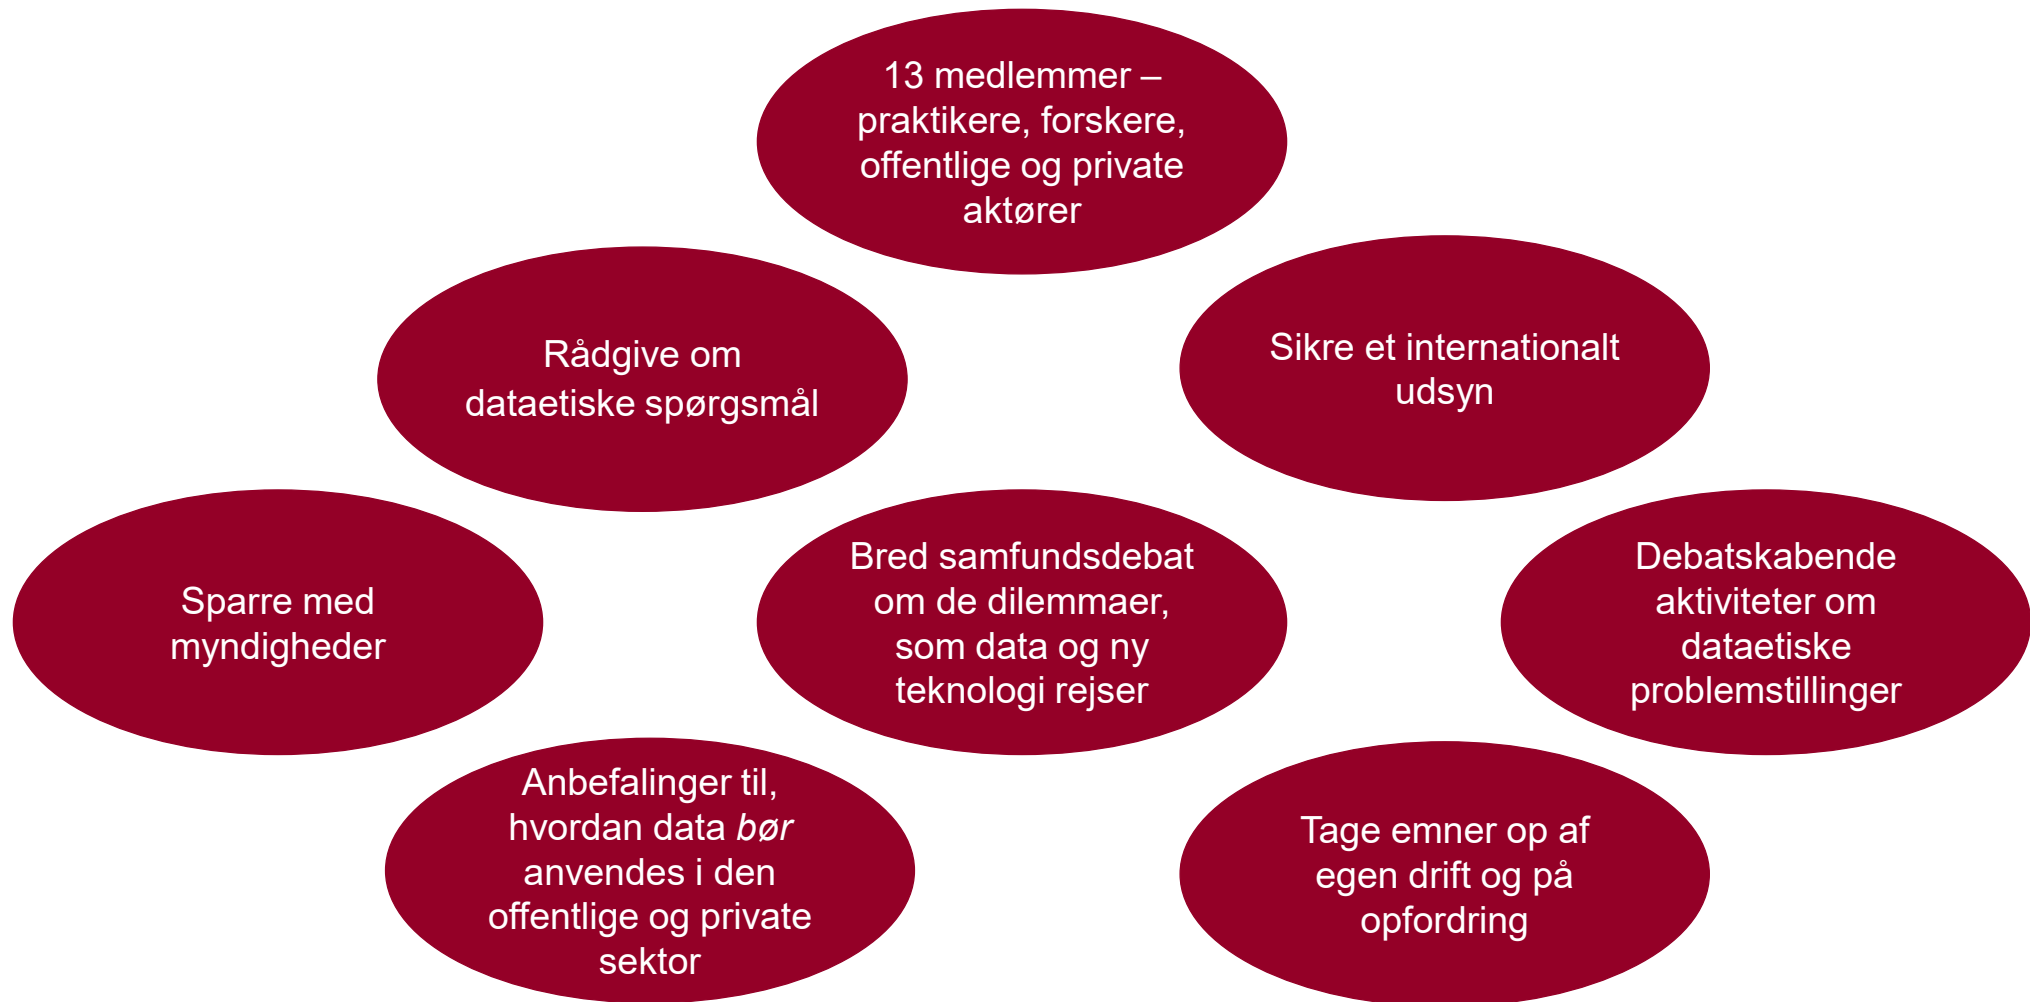 13 medlemmer –
praktikere, forskere,
offentlige og private
aktører
Rådgive om
dataetiske spørgsmål
Sikre et internationalt
udsyn
Sparre med
myndigheder
Bred samfundsdebat
om de dilemmaer,
som data og ny
teknologi rejser
Debatskabende
aktiviteter om
dataetiske
problemstillinger
Anbefalinger til,
hvordan data bør
anvendes i den
offentlige og private
sektor
Tage emner op af
egen drift og på
opfordring